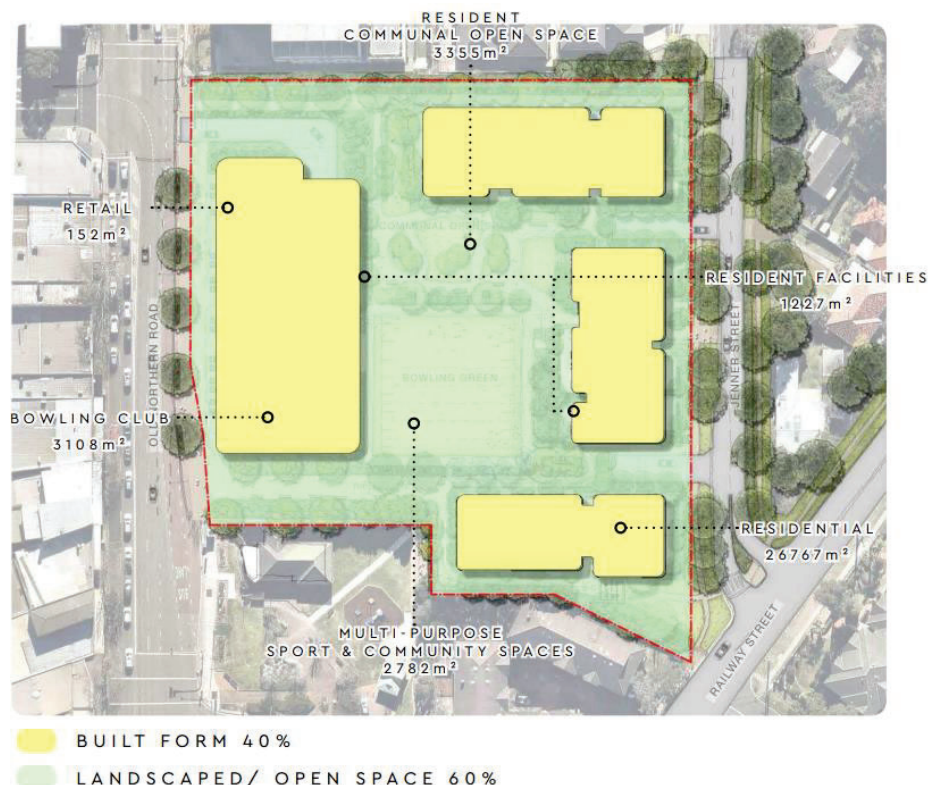 RESIDENT
COMMUNAL OPEN SPACE
3355m²
RETAIL
152m²
RESIDENT FACILITIES
1227m²
OLD NORTHERN ROAD
JENNER STREET
BOWLING GREEN
BOWLING CLUB
3108m²
RESIDENTIAL
26767m²
MULTI-PURPOSE
SPORT & COMMUNITY SPACES
2782m²
RAILWAY STREET
BUILT FORM 40%
LANDSCAPED/ OPEN SPACE 60%